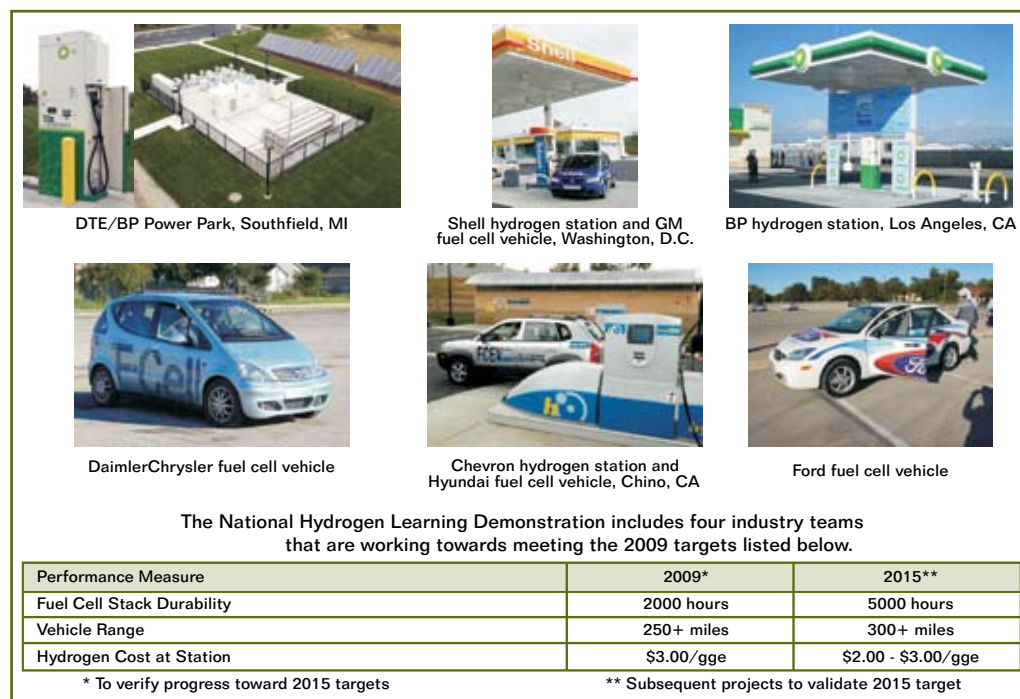 Shell
DTE/BP Power Park, Southfield, MI
Shell hydrogen station and GM
fuel cell vehicle, Washington, D.C.
BP hydrogen station, Los Angeles, CA
F-Cell
FCEV
h
Ford
DaimlerChrysler fuel cell vehicle
Chevron hydrogen station and
Hyundai fuel cell vehicle, Chino, CA
Ford fuel cell vehicle
The National Hydrogen Learning Demonstration includes four industry teams
that are working towards meeting the 2009 targets listed below.
Performance Measure 2009* 2015**
Fuel Cell Stack Durability 2000 hours 5000 hours
Vehicle Range 250+ miles 300+ miles
Hydrogen Cost at Station $3.00/gge $2.00 - $3.00/gge
* To verify progress toward 2015 targets ** Subsequent projects to validate 2015 target